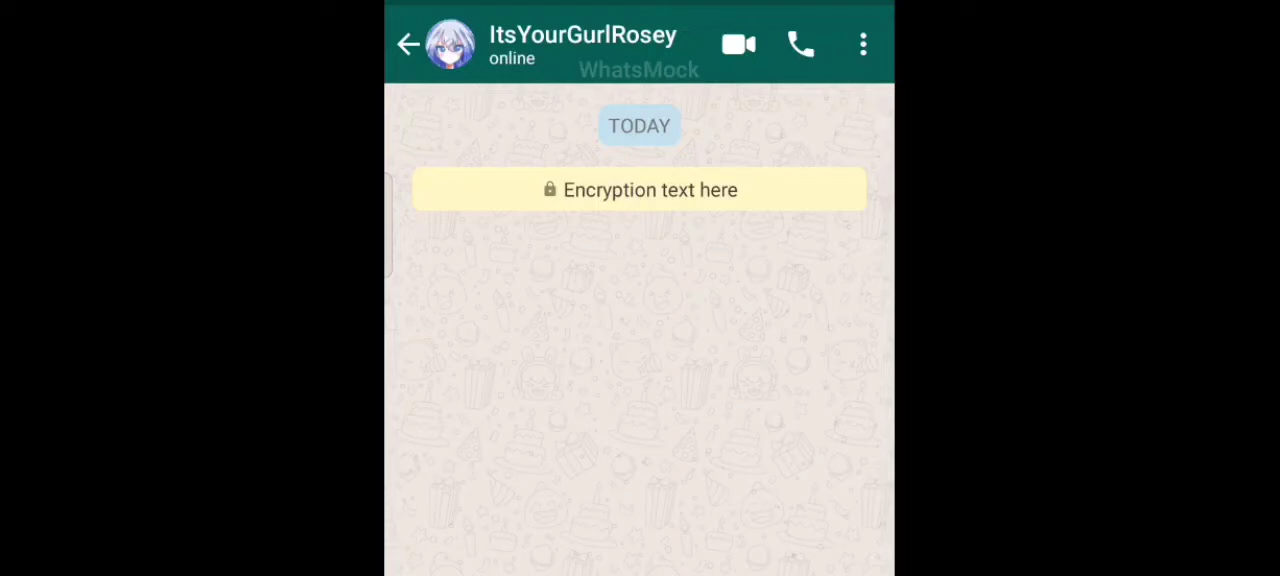 ItsYourGurlRosey
online
WhatsMock
TODAY
Encryption text here